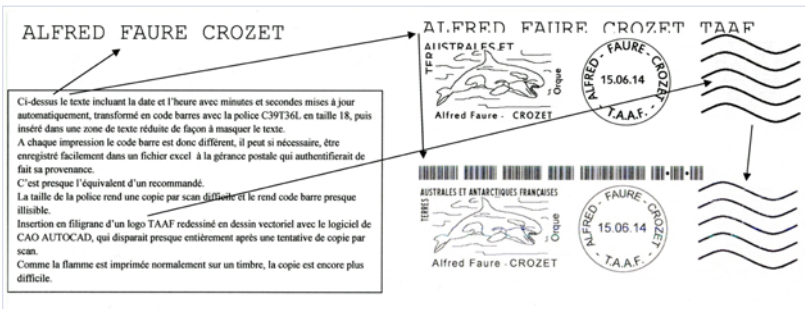 ALFRED FAURE CROZET
ALFRED FAURE CROZET TAAF
AUSTRALES ET
TERR
Orque
Alfred Faure - CROZET
ALFRED - FAURE - CROZET
15.06.14
- T.A.A.F. -
Ci-dessus le texte incluant la date et l'heure avec minutes et secondes mises à jour
automatiquement, transformé en code barres avec la police C39T36L en taille 18, puis
inséré dans une zone de texte réduite de façon à masquer le texte.
A chaque impression le code barre est donc différent, il peut si nécessaire, être
enregistré facilement dans un fichier excel à la gérance postale qui authentifierait de
fait sa provenance.
C'est presque l'équivalent d'un recommandé.
La taille de la police rend une copie par scan difficile et le rend code barre presque
illisible.
Insertion en filigrane d'un logo TAAF redessiné en dessin vectoriel avec le logiciel de
CAO AUTOCAD, qui disparait presque entièrement après une tentative de copie par
scan.
Comme la flamme est imprimée normalement sur un timbre, la copie est encore plus
difficile.
AUSTRALES ET ANTARCTIQUES FRANÇAISES
TERRES
Orque
Alfred Faure - CROZET
ALFRED - FAURE - CROZET
15.06.14
- T.A.A.F. -